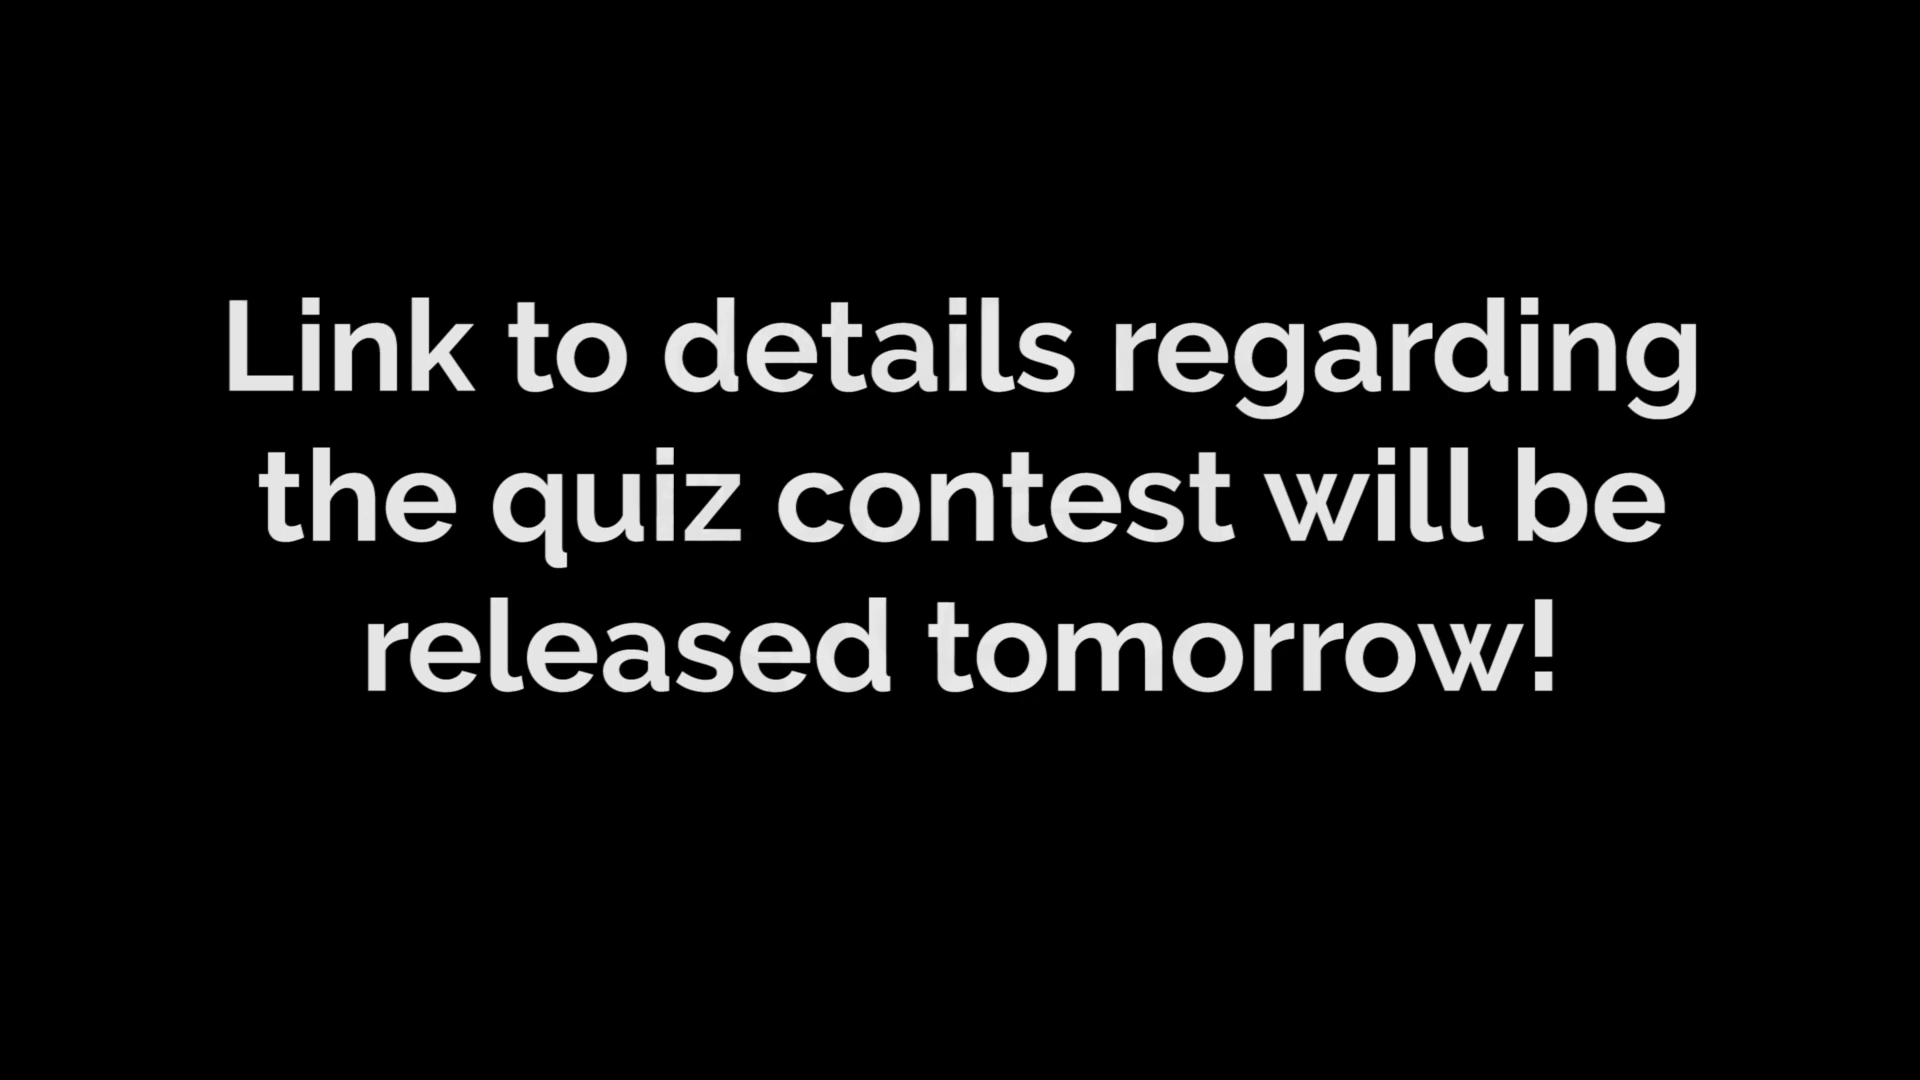 Link to details regarding
the quiz contest will be
released tomorrow!